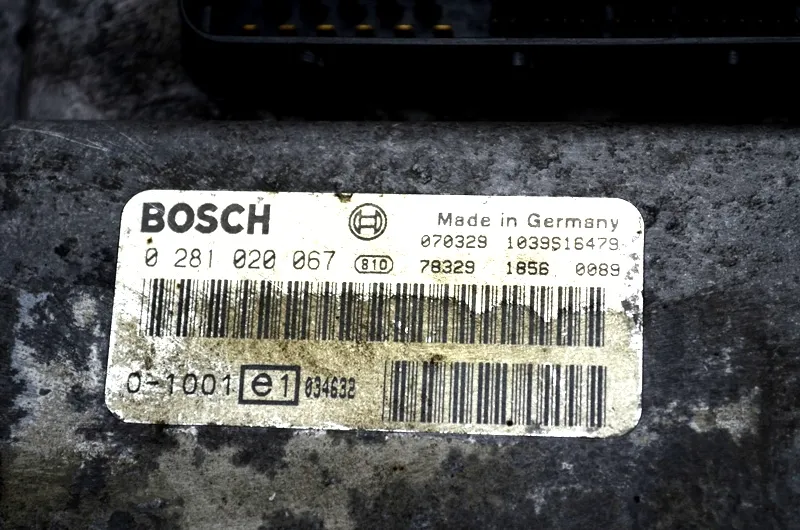 BOSCH
Made in Germany
070329 1039S16479
0 281 020 067 810 78329 1856 0089
0-1001 e1 034632